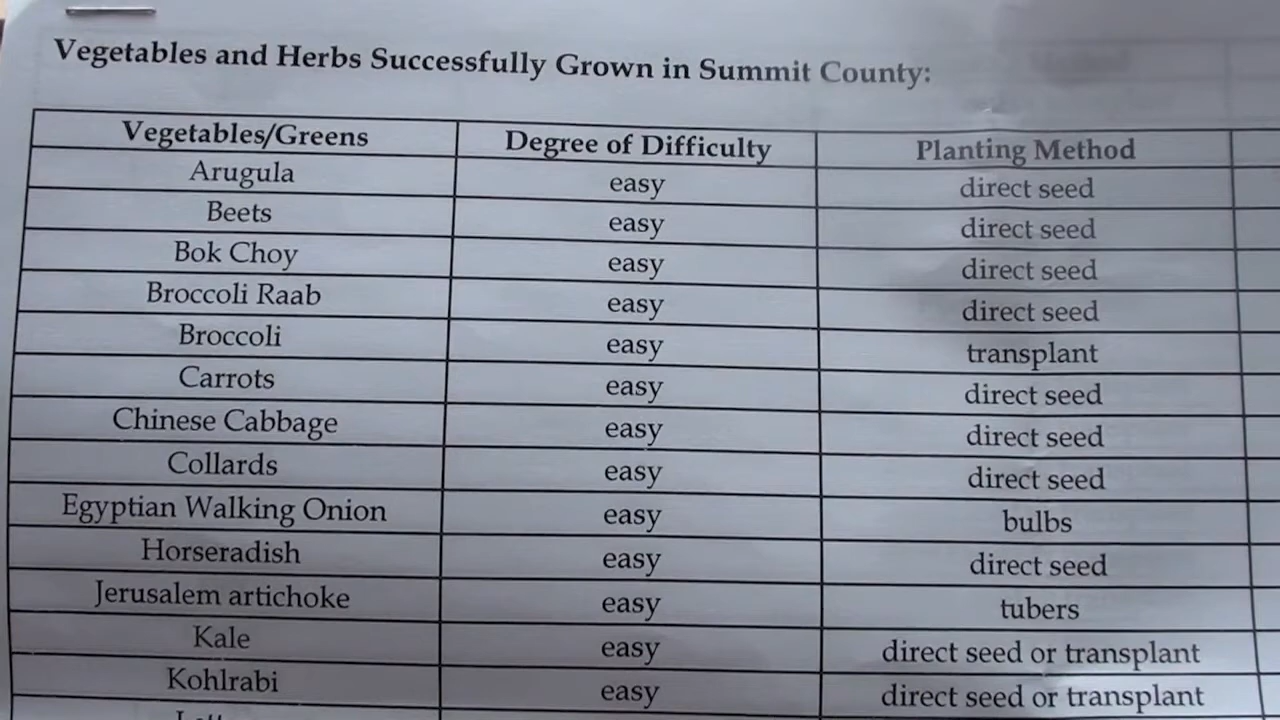 Vegetables and Herbs Successfully Grown in Summit County:
Vegetables/Greens Degree of Difficulty Planting Method
Arugula easy direct seed
Beets easy direct seed
Bok Choy easy direct seed
Broccoli Raab easy direct seed
Broccoli easy transplant
Carrots easy direct seed
Chinese Cabbage easy direct seed
Collards easy direct seed
Egyptian Walking Onion easy bulbs
Horseradish easy direct seed
Jerusalem artichoke easy tubers
Kale easy direct seed or transplant
Kohlrabi easy direct seed or transplant